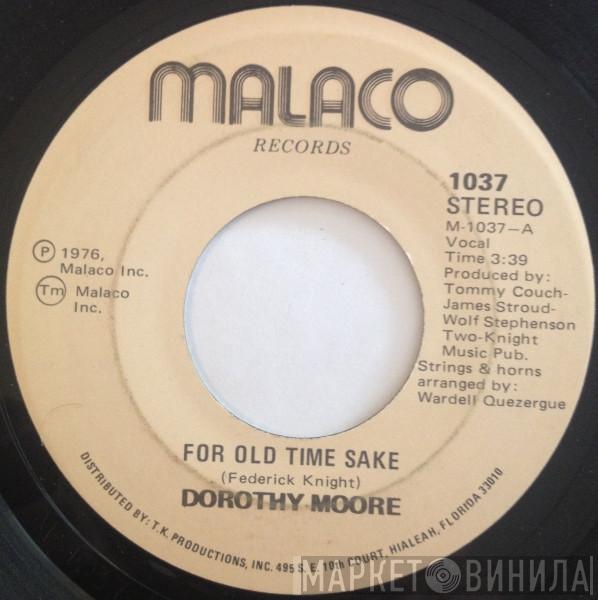 MALACO
RECORDS
1037
STEREO
M-1037-A
Vocal
Time 3:39
Produced by:
Tommy Couch-
James Stroud-
Wolf Stephenson
Two-Knight
Music Pub.
Strings & horns
arranged by:
Wardell Quezergue
℗ 1976,
Malaco Inc.
Tm Malaco
Inc.
FOR OLD TIME SAKE
(Federick Knight)
DOROTHY MOORE
DISTRIBUTED BY: T.K. PRODUCTIONS, INC. 495 S.E. 10th COURT, HIALEAH, FLORIDA 33010
МАРКЕТ ВИНИЛА